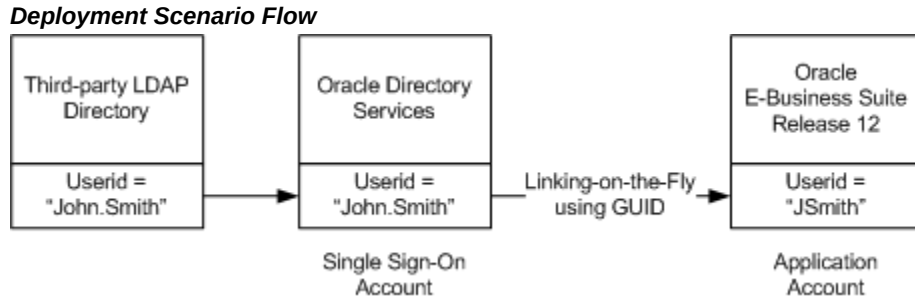 Deployment Scenario Flow
Third-party LDAP
Directory
Userid =
“John.Smith”
Oracle Directory
Services
Userid =
“John.Smith”
Single Sign-On
Account
Linking-on-the-Fly
using GUID
Oracle
E-Business Suite
Release 12
Userid =
“JSmith”
Application
Account